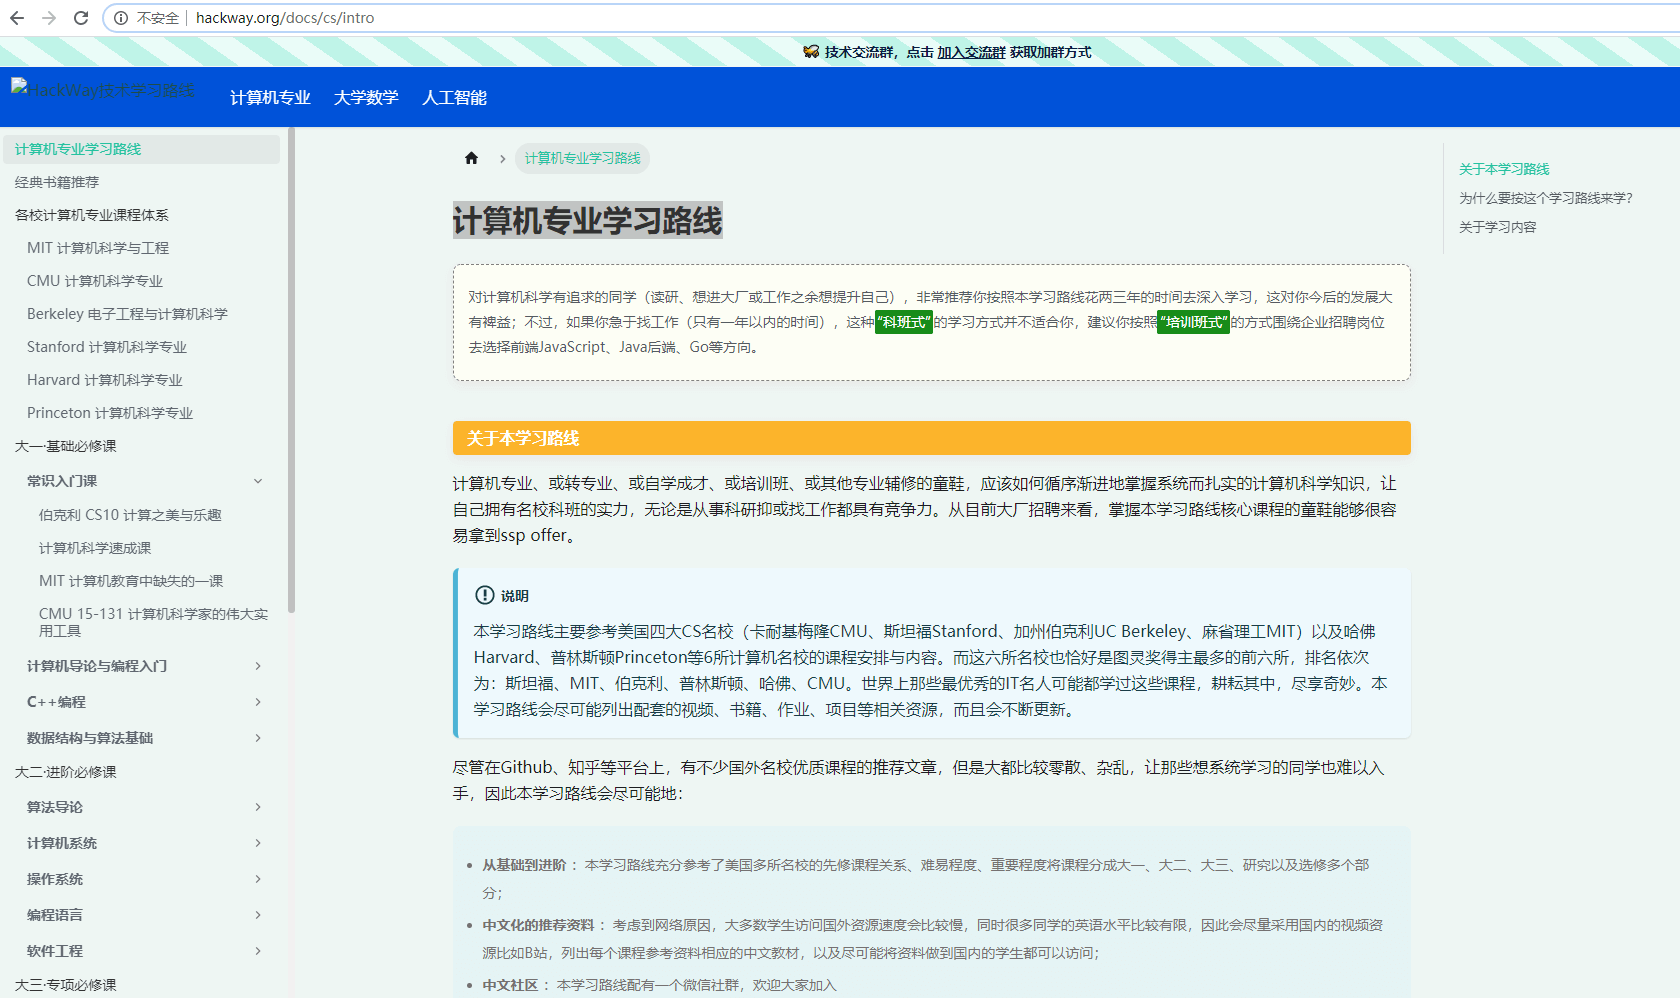 不安全 hackway.org/docs/cs/intro
技术交流群，点击 加入交流群 获取加群方式
HackWay技术学习路线
计算机专业 大学数学 人工智能
计算机专业学习路线
经典书籍推荐
各校计算机专业课程体系
MIT 计算机科学与工程
CMU 计算机科学专业
Berkeley 电子工程与计算机科学
Stanford 计算机科学专业
Harvard 计算机科学专业
Princeton 计算机科学专业
大一·基础必修课
常识入门课
伯克利 CS10 计算之美与乐趣
计算机科学速成课
MIT 计算机教育中缺失的一课
CMU 15-131 计算机科学家的伟大实
用工具
计算机导论与编程入门
C++编程
数据结构与算法基础
大二·进阶必修课
算法导论
计算机系统
操作系统
编程语言
软件工程
大三·专项必修课
计算机专业学习路线
计算机专业学习路线
对计算机科学有追求的同学（读研、想进大厂或工作之余想提升自己），非常推荐你按照本学习路线花两三年的时间去深入学习，这对你今后的发展大
有裨益；不过，如果你急于找工作（只有一年以内的时间），这种“科班式”的学习方式并不适合你，建议你按照“培训班式”的方式围绕企业招聘岗位
去选择前端JavaScript、Java后端、Go等方向。
关于本学习路线
计算机专业、或转专业、或自学成才、或培训班、或其他专业辅修的童鞋，应该如何循序渐进地掌握系统而扎实的计算机科学知识，让
自己拥有名校科班的实力，无论是从事科研抑或找工作都具有竞争力。从目前大厂招聘来看，掌握本学习路线核心课程的童鞋能够很容
易拿到ssp offer。
说明
本学习路线主要参考美国四大CS名校（卡耐基梅隆CMU、斯坦福Stanford、加州伯克利UC Berkeley、麻省理工MIT）以及哈佛
Harvard、普林斯顿Princeton等6所计算机名校的课程安排与内容。而这六所名校也恰好是图灵奖得主最多的前六所，排名依次
为：斯坦福、MIT、伯克利、普林斯顿、哈佛、CMU。世界上那些最优秀的IT名人可能都学过这些课程，耕耘其中，尽享奇妙。本
学习路线会尽可能列出配套的视频、书籍、作业、项目等相关资源，而且会不断更新。
尽管在Github、知乎等平台上，有不少国外名校优质课程的推荐文章，但是大都比较零散、杂乱，让那些想系统学习的同学也难以入
手，因此本学习路线会尽可能地：
• 从基础到进阶 ：本学习路线充分参考了美国多所名校的先修课程关系、难易程度、重要程度将课程分成大一、大二、大三、研究以及选修多个部
分；
• 中文化的推荐资料 ：考虑到网络原因，大多数学生访问国外资源速度会比较慢，同时很多同学的英语水平比较有限，因此会尽量采用国内的视频资
源比如B站，列出每个课程参考资料相应的中文教材，以及尽可能将资料做到国内的学生都可以访问；
• 中文社区 ：本学习路线配有一个微信社群，欢迎大家加入
关于本学习路线
为什么要按这个学习路线来学？
关于学习内容